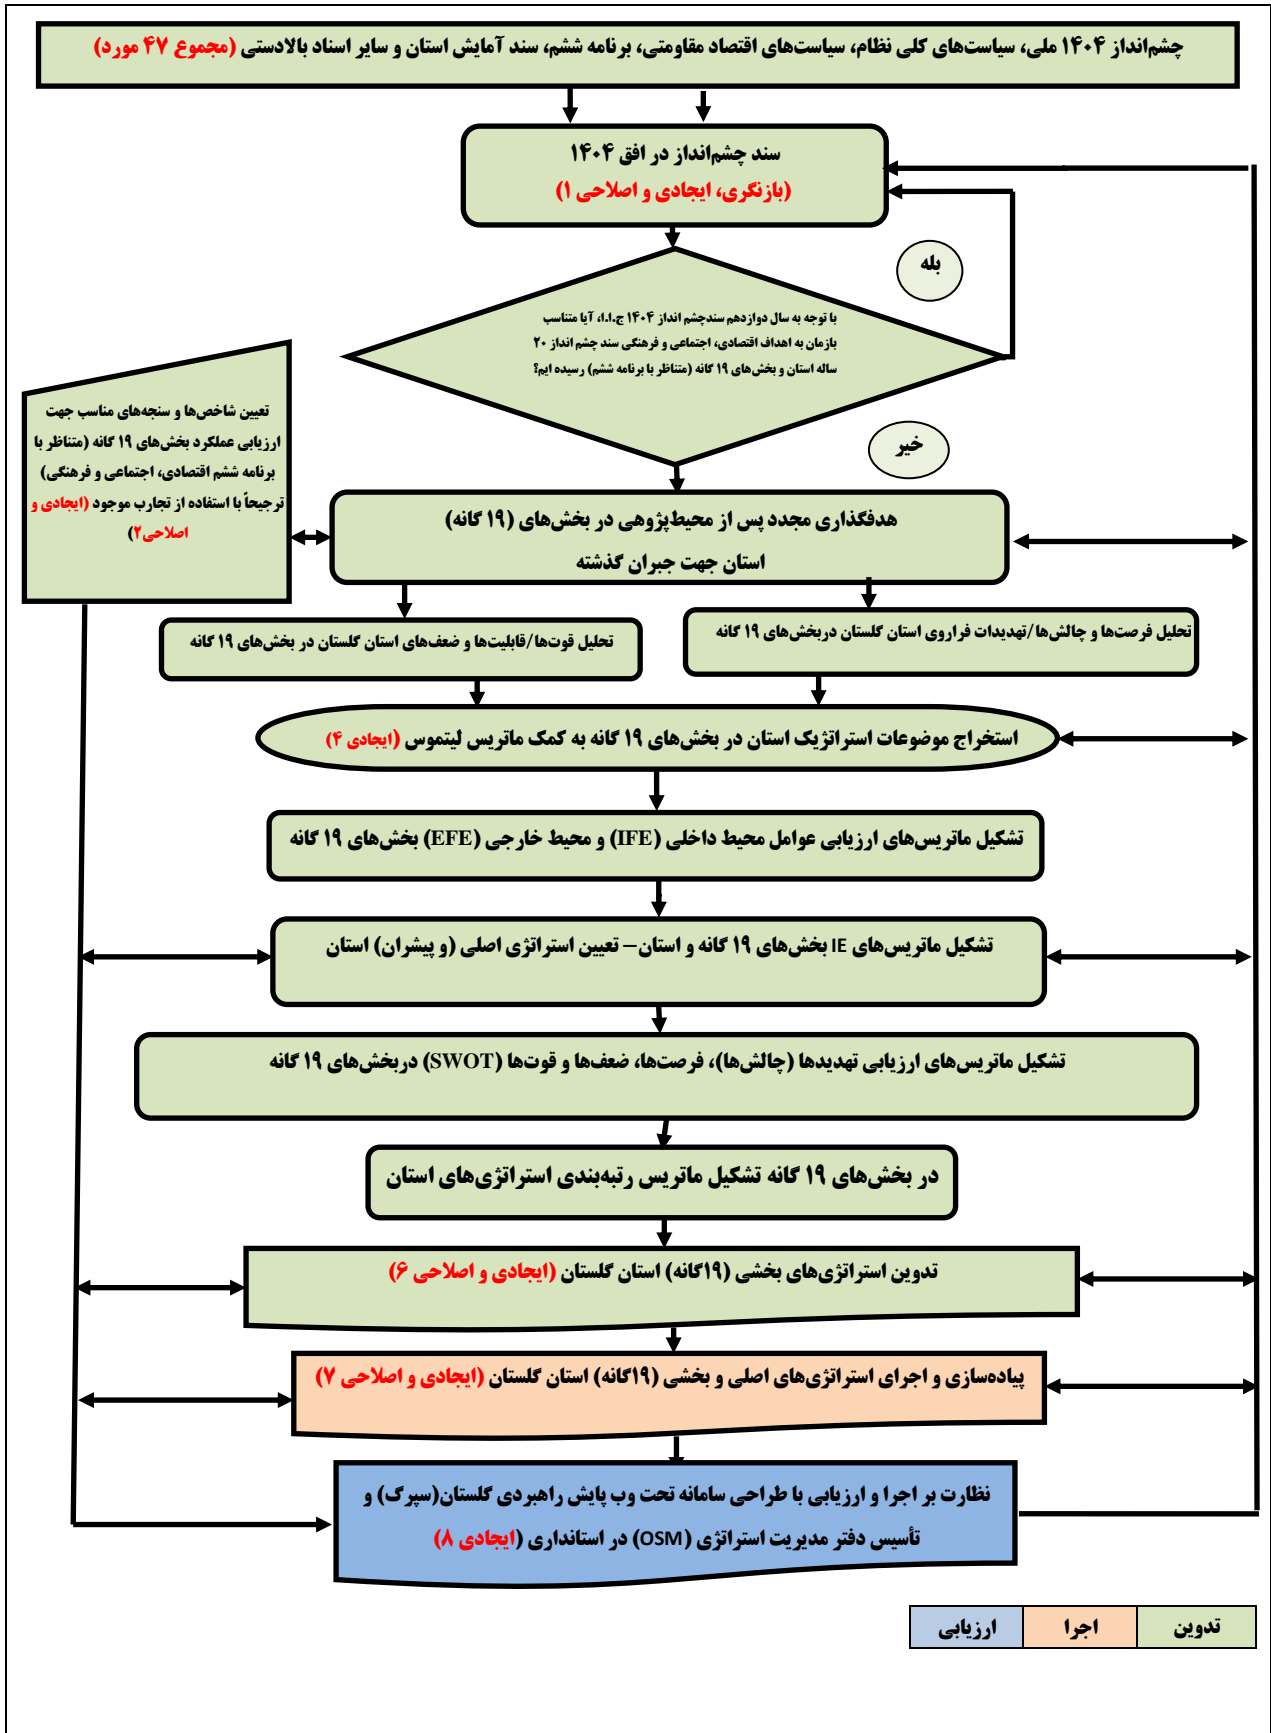 چشم‌انداز ۱۴۰۴ ملی، سیاست‌های کلی نظام، سیاست‌های اقتصاد مقاومتی، برنامه ششم، سند آمایش استان و سایر اسناد بالادستی (مجموع ۴۷ مورد)
سند چشم‌انداز در افق ۱۴۰۴
(بازنگری، ایجادی و اصلاحی ۱)
بله
با توجه به سال دوازدهم سندچشم انداز ۱۴۰۴ ج.ا.ا، آیا متناسب
بازمان به اهداف اقتصادی، اجتماعی و فرهنگی سند چشم انداز ۲۰
ساله استان و بخش‌های ۱۹ گانه (متناظر با برنامه ششم) رسیده ایم؟
خیر
تعیین شاخص‌ها و سنجه‌های مناسب جهت
ارزیابی عملکرد بخش‌های ۱۹ گانه (متناظر با
برنامه ششم اقتصادی، اجتماعی و فرهنگی)
ترجیحاً با استفاده از تجارب موجود (ایجادی و
اصلاحی۲)
هدفگذاری مجدد پس از محیط‌پژوهی در بخش‌های (۱۹ گانه)
استان جهت جبران گذشته
تحلیل فرصت‌ها و چالش‌ها/تهدیدات فراروی استان گلستان دربخش‌های ۱۹ گانه
تحلیل قوت‌ها/قابلیت‌ها و ضعف‌های استان گلستان در بخش‌های ۱۹ گانه
استخراج موضوعات استراتژیک استان در بخش‌های ۱۹ گانه به کمک ماتریس لیتموس (ایجادی ۴)
تشکیل ماتریس‌های ارزیابی عوامل محیط داخلی (IFE) و محیط خارجی (EFE) بخش‌های ۱۹ گانه
تشکیل ماتریس‌های IE بخش‌های ۱۹ گانه و استان– تعیین استراتژی اصلی (و پیشران) استان
تشکیل ماتریس‌های ارزیابی تهدیدها (چالش‌ها)، فرصت‌ها، ضعف‌ها و قوت‌ها (SWOT) دربخش‌های ۱۹ گانه
در بخش‌های ۱۹ گانه تشکیل ماتریس رتبه‌بندی استراتژی‌های استان
تدوین استراتژی‌های بخشی (۱۹گانه) استان گلستان (ایجادی و اصلاحی ۶)
پیاده‌سازی و اجرای استراتژی‌های اصلی و بخشی (۱۹گانه) استان گلستان (ایجادی و اصلاحی ۷)
نظارت بر اجرا و ارزیابی با طراحی سامانه تحت وب پایش راهبردی گلستان(سپرگ) و
تأسیس دفتر مدیریت استراتژی (OSM) در استانداری (ایجادی ۸)
تدوین
اجرا
ارزیابی